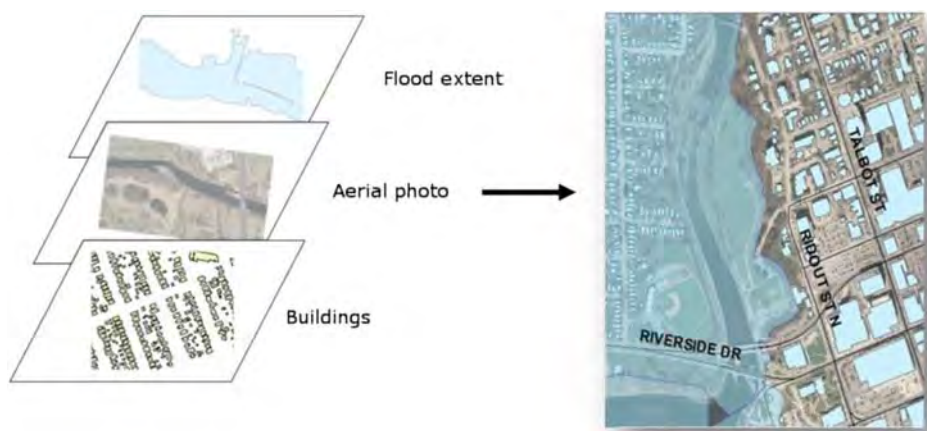 Flood extent
Aerial photo
Buildings
TALBOT ST
RIDOUT ST N
RIVERSIDE DR